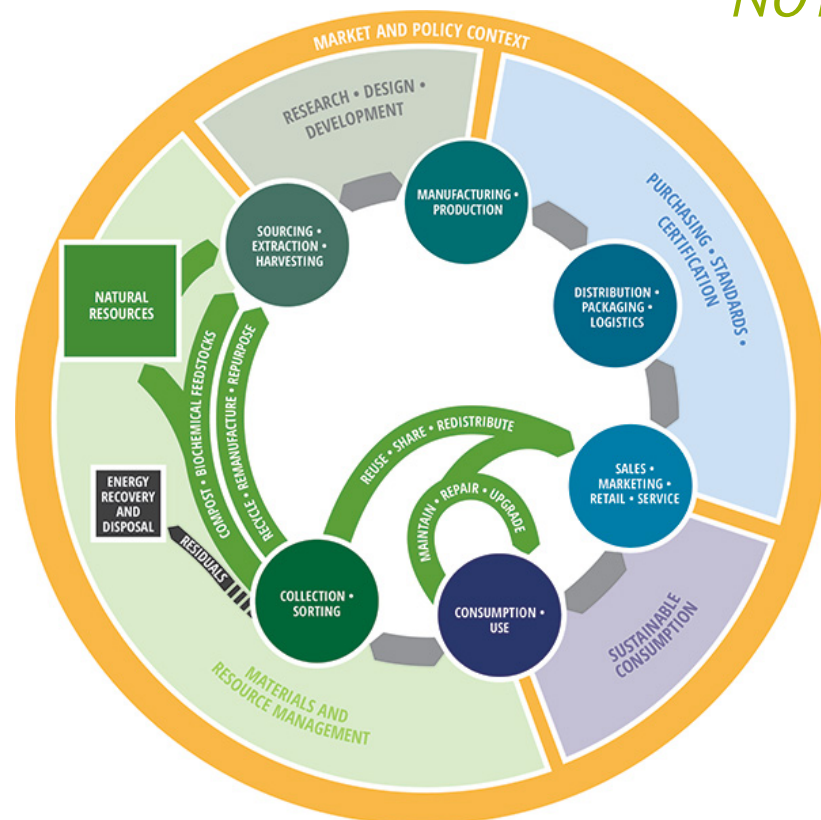 MARKET AND POLICY CONTEXT
RESEARCH • DESIGN •
DEVELOPMENT
PURCHASING • STANDARDS •
CERTIFICATION
SOURCING •
EXTRACTION •
HARVESTING
MANUFACTURING •
PRODUCTION
DISTRIBUTION •
PACKAGING •
LOGISTICS
NATURAL
RESOURCES
COMPOST • BIOCHEMICAL FEEDSTOCKS
RECYCLE • REMANUFACTURE • REPURPOSE
REUSE • SHARE • REDISTRIBUTE
MAINTAIN • REPAIR • UPGRADE
SALES •
MARKETING •
RETAIL • SERVICE
ENERGY
RECOVERY
AND
DISPOSAL
RESIDUALS
COLLECTION •
SORTING
CONSUMPTION •
USE
SUSTAINABLE
CONSUMPTION
MATERIALS AND
RESOURCE MANAGEMENT